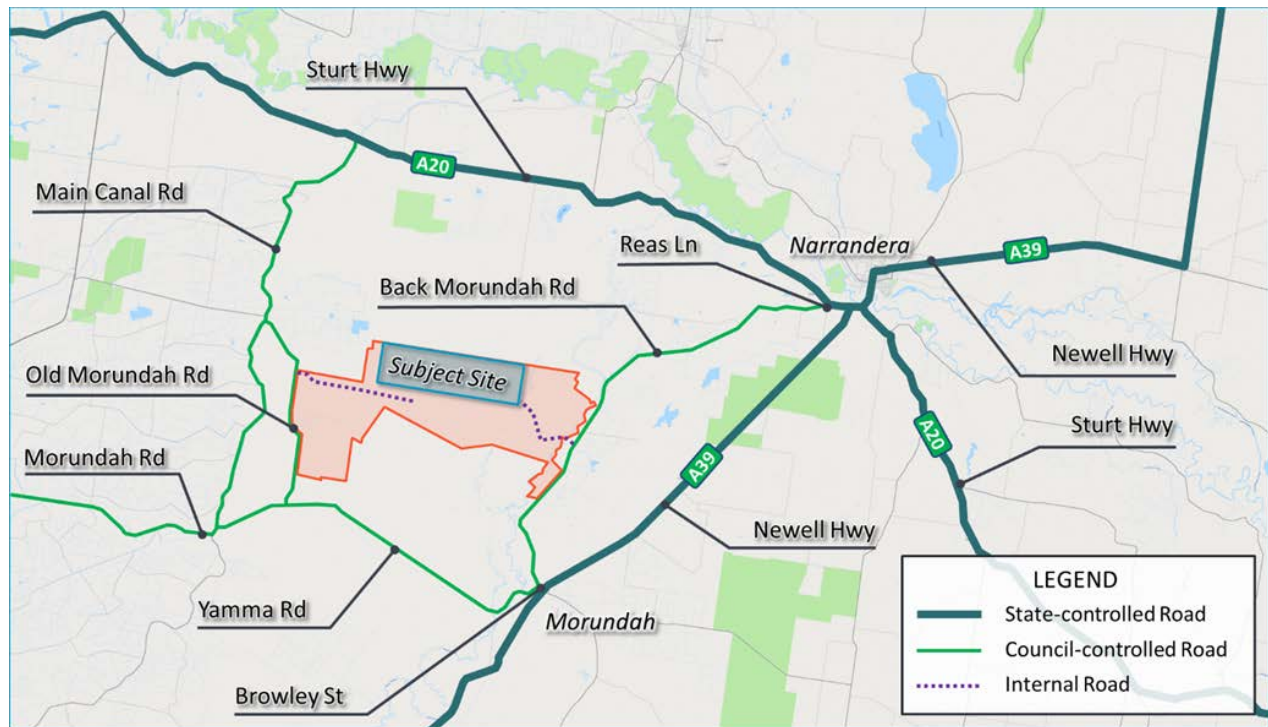 Sturt Hwy
A20
Main Canal Rd
Reas Ln
Narrandera
A39
Back Morundah Rd
Newell Hwy
Old Morundah Rd
Subject Site
Sturt Hwy
A20
Morundah Rd
A39
Newell Hwy
Yamma Rd
Morundah
Browley St
LEGEND
State-controlled Road
Council-controlled Road
Internal Road